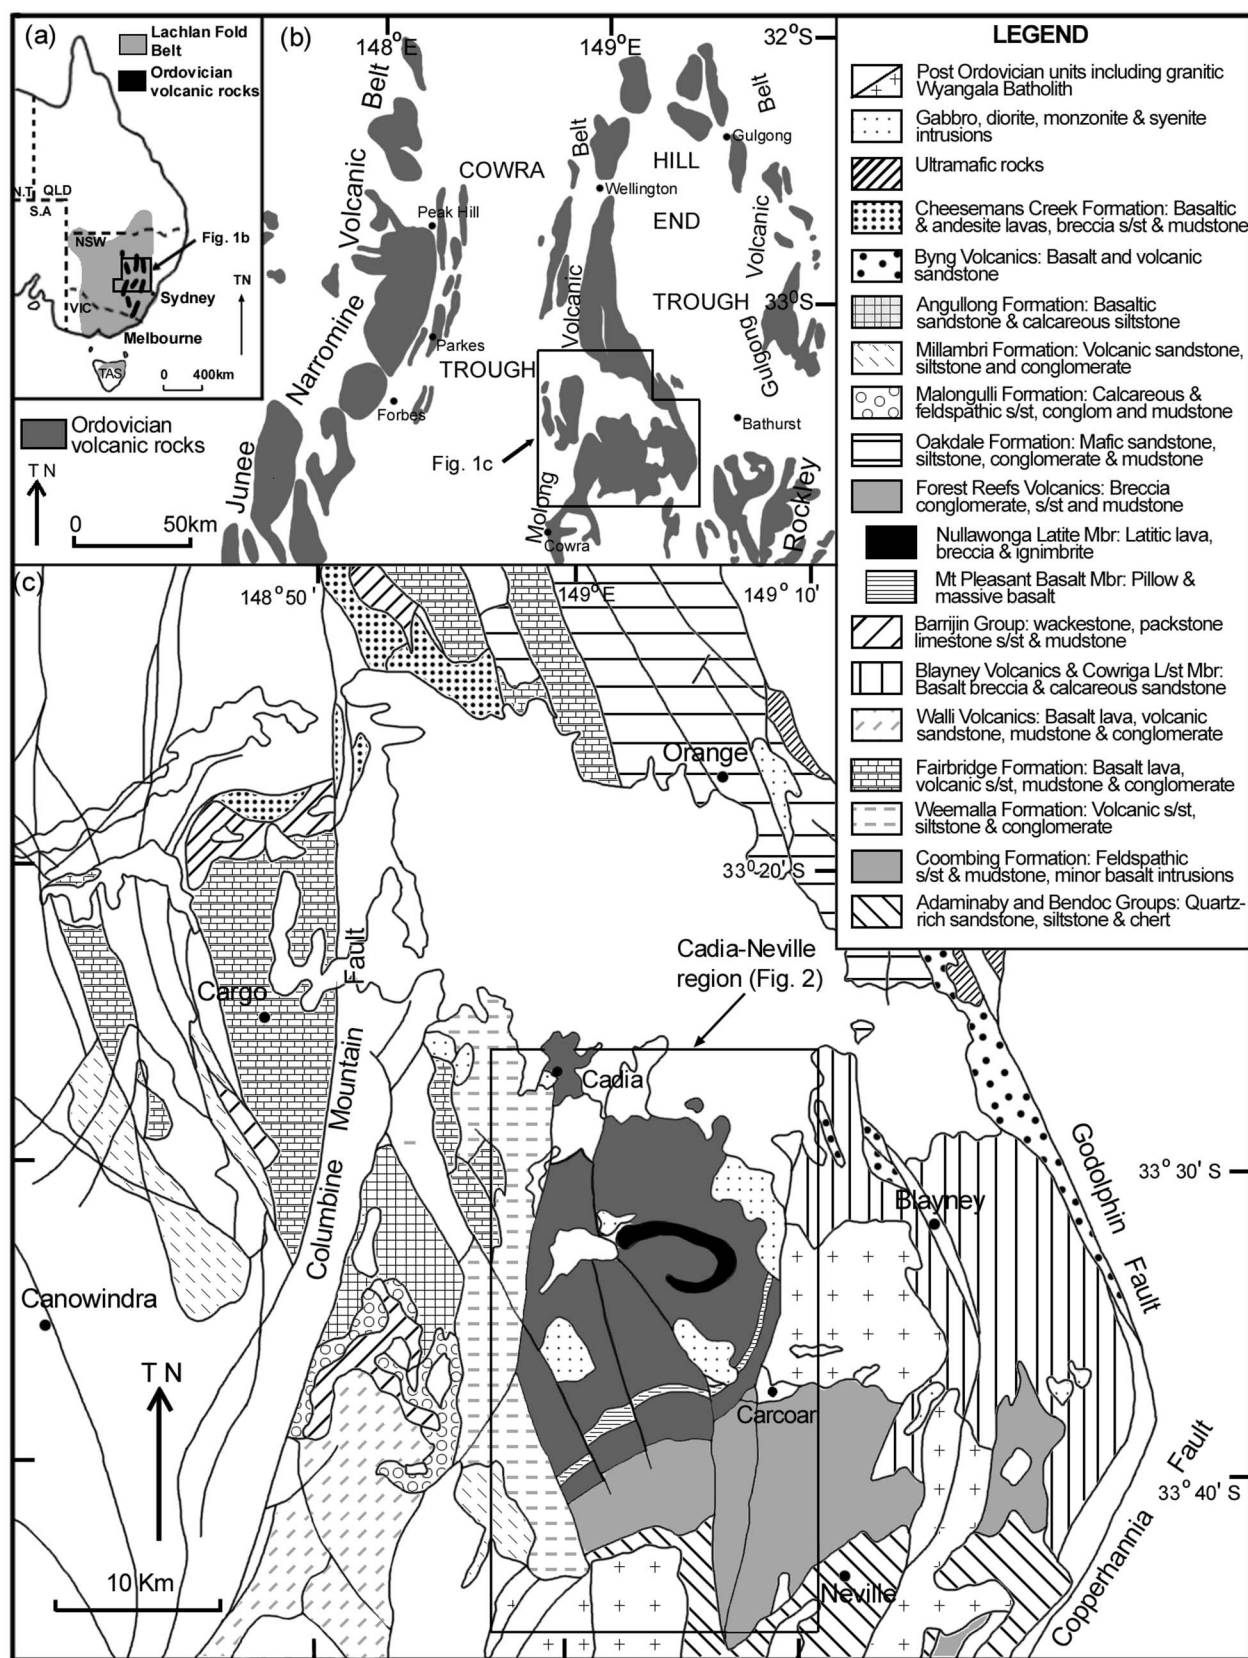 (a)
Lachlan Fold
Belt
Ordovician
volcanic rocks
N.T
QLD
S.A
NSW
Fig. 1b
TN
VIC
Sydney
Melbourne
TAS
0 400km
Ordovician
volcanic rocks
T N
0 50km
(b)
148°E
149°E
32°S
Belt
Belt
Belt
Gulgong
COWRA
HILL
Wellington
Volcanic
Peak Hill
END
Volcanic
Volcanic
TROUGH
33°S
Narromine
Parkes
TROUGH
Gulgong
Forbes
Bathurst
Fig. 1c
Junee
Molong
Cowra
Rockley
LEGEND
Post Ordovician units including granitic
Wyangala Batholith
Gabbro, diorite, monzonite & syenite
intrusions
Ultramafic rocks
Cheesemans Creek Formation: Basaltic
& andesite lavas, breccia s/st & mudstone
Byng Volcanics: Basalt and volcanic
sandstone
Angullong Formation: Basaltic
sandstone & calcareous siltstone
Millambri Formation: Volcanic sandstone,
siltstone and conglomerate
Malongulli Formation: Calcareous &
feldspathic s/st, conglom and mudstone
Oakdale Formation: Mafic sandstone,
siltstone, conglomerate & mudstone
Forest Reefs Volcanics: Breccia
conglomerate, s/st and mudstone
Nullawonga Latite Mbr: Latitic lava,
breccia & ignimbrite
Mt Pleasant Basalt Mbr: Pillow &
massive basalt
Barrijin Group: wackestone, packstone
limestone s/st & mudstone
Blayney Volcanics & Cowriga L/st Mbr:
Basalt breccia & calcareous sandstone
Walli Volcanics: Basalt lava, volcanic
sandstone, mudstone & conglomerate
Fairbridge Formation: Basalt lava,
volcanic s/st, mudstone & conglomerate
Weemalla Formation: Volcanic s/st,
siltstone & conglomerate
Coombing Formation: Feldspathic
s/st & mudstone, minor basalt intrusions
Adaminaby and Bendoc Groups: Quartz-
rich sandstone, siltstone & chert
(c)
148°50'
149°E
149°10'
Orange
33°20' S
Cadia-Neville
region (Fig. 2)
Cargo
Columbine Mountain Fault
Cadia
33° 30' S
Godolphin Fault
Blayney
Canowindra
T N
Carcoar
33° 40' S
Copperhannia Fault
10 Km
Neville